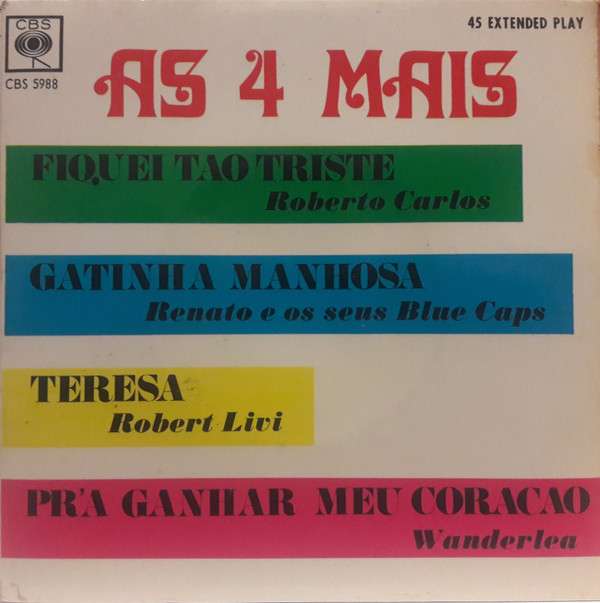 CBS
45 EXTENDED PLAY
CBS 5988
AS 4 MAIS
FIQUEI TAO TRISTE
Roberto Carlos
GATINHA MANHOSA
Renato e os seus Blue Caps
TERESA
Robert Livi
PR'A GANHAR MEU CORACAO
Wanderlea